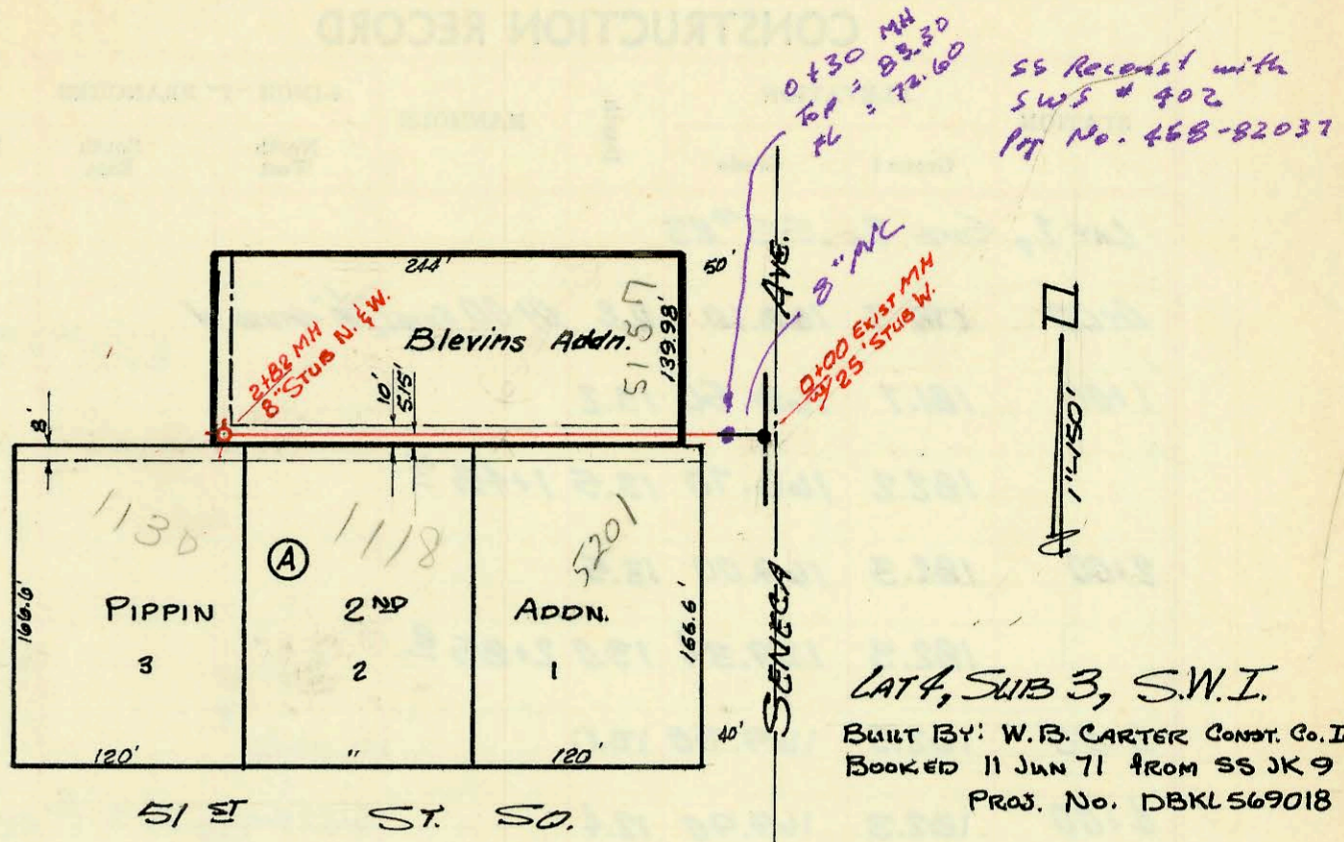 CONSTRUCTION RECORD
0+30 MH
Top = 83.30
FL = 72.60
SS Reconst with
SWS # 402
No. 468-82037
244'
50'
AVE.
8" PVC
2+82 MH
8" STUB N. & W.
Blevins Addn.
5157
139.98'
0+00 EXIST. MH
W/ 25' STUB W.
10'
5.15'
8'
1"=150'
1130
A
1118
5201
166.6'
PIPPIN
2ND
ADDN.
166.6'
3
2
1
SENECA
40'
120'
"
120'
51 ST ST. SO.
LAT 4, SUB 3, S.W.I.
BUILT BY: W.B. CARTER CONST. CO. I
BOOKED 11 JUN 71 FROM SS JK 9
PROJ. No. DBKL 569018